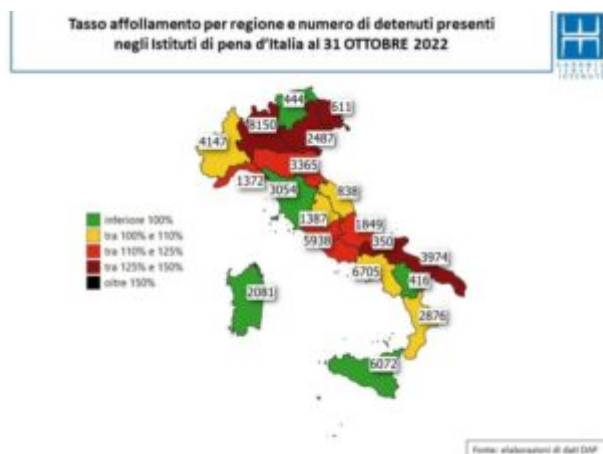 Tasso affollamento per regione e numero di detenuti presenti
negli Istituti di pena d'Italia al 31 OTTOBRE 2022
GARANTE
DETENUTI
444
611
8150
4147
2487
3365
1372
3054
838
1387
1849
5938
350
3974
6705
416
2081
2876
6072
inferiore 100%
tra 100% e 110%
tra 110% e 125%
tra 125% e 150%
oltre 150%
Fonte: elaborazioni di dati DAP